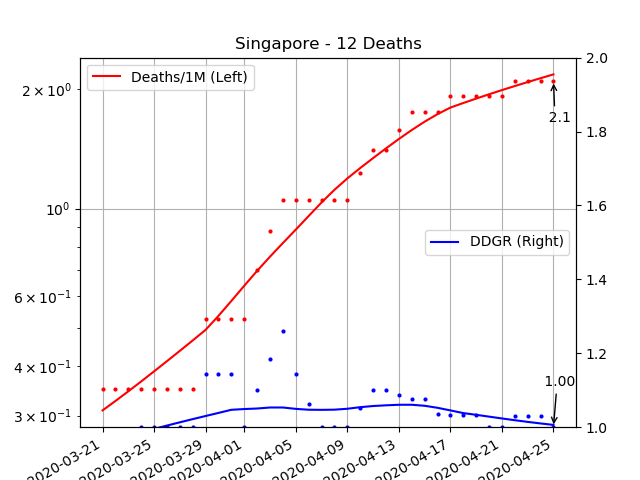 Singapore - 12 Deaths
Deaths/1M (Left)
DDGR (Right)
2 × 10⁰
10⁰
6 × 10⁻¹
4 × 10⁻¹
3 × 10⁻¹
2.0
1.8
1.6
1.4
1.2
1.0
2.1
1.00
2020-03-21
2020-03-25
2020-03-29
2020-04-01
2020-04-05
2020-04-09
2020-04-13
2020-04-17
2020-04-21
2020-04-25